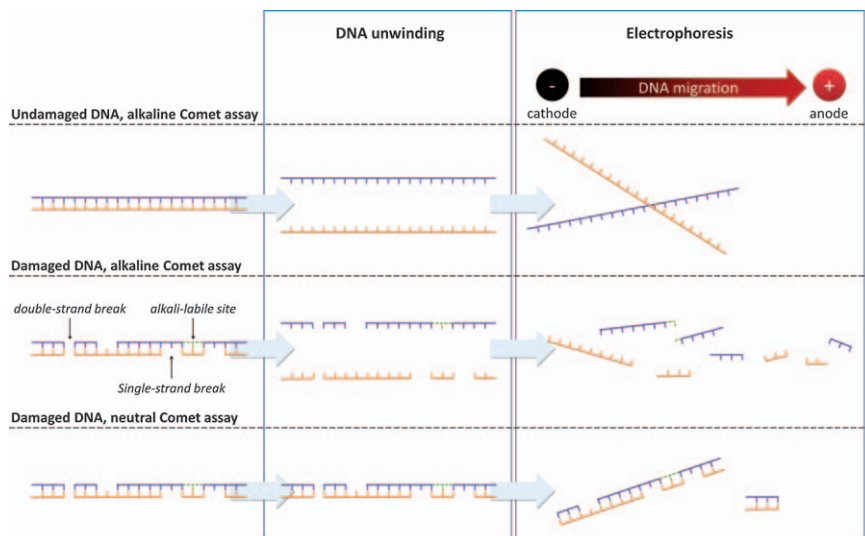 DNA unwinding
Electrophoresis
-
DNA migration
+
cathode
anode
Undamaged DNA, alkaline Comet assay
Damaged DNA, alkaline Comet assay
double-strand break
alkali-labile site
Single-strand break
Damaged DNA, neutral Comet assay